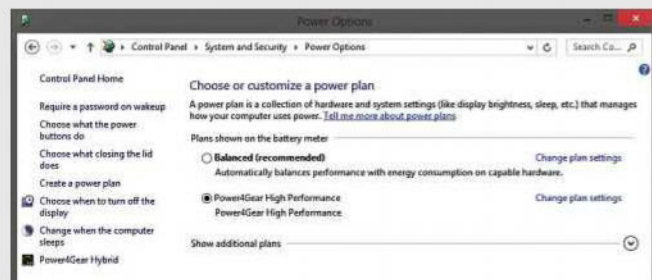 Power Options
Control Panel
System and Security
Power Options
Search Co...
Control Panel Home
Require a password on wakeup
Choose what the power
buttons do
Choose what closing the lid
does
Create a power plan
Choose when to turn off the
display
Change when the computer
sleeps
Power4Gear Hybrid
Choose or customize a power plan
A power plan is a collection of hardware and system settings (like display brightness, sleep, etc.) that manages
how your computer uses power. Tell me more about power plans
Plans shown on the battery meter
Balanced (recommended)
Change plan settings
Automatically balances performance with energy consumption on capable hardware.
Power4Gear High Performance
Change plan settings
Power4Gear High Performance
Show additional plans